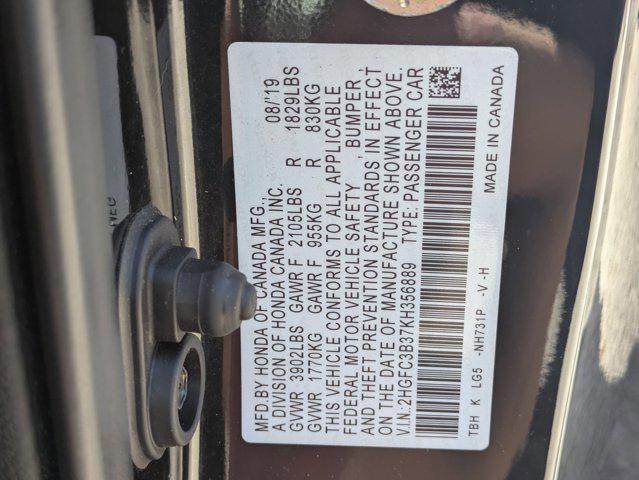 MFD BY HONDA OF CANADA MFG.,
A DIVISION OF HONDA CANADA INC. 08/'19
GVWR 3902LBS GAWR F 2105LBS R 1829LBS
GVWR 1770KG GAWR F 955KG R 830KG
THIS VEHICLE CONFORMS TO ALL APPLICABLE
FEDERAL MOTOR VEHICLE SAFETY , BUMPER ,
AND THEFT PREVENTION STANDARDS IN EFFECT
ON THE DATE OF MANUFACTURE SHOWN ABOVE.
V.I.N.:2HGFC3B37KH356889 TYPE: PASSENGER CAR
TBH K LG5 -NH731P -V -H
MADE IN CANADA